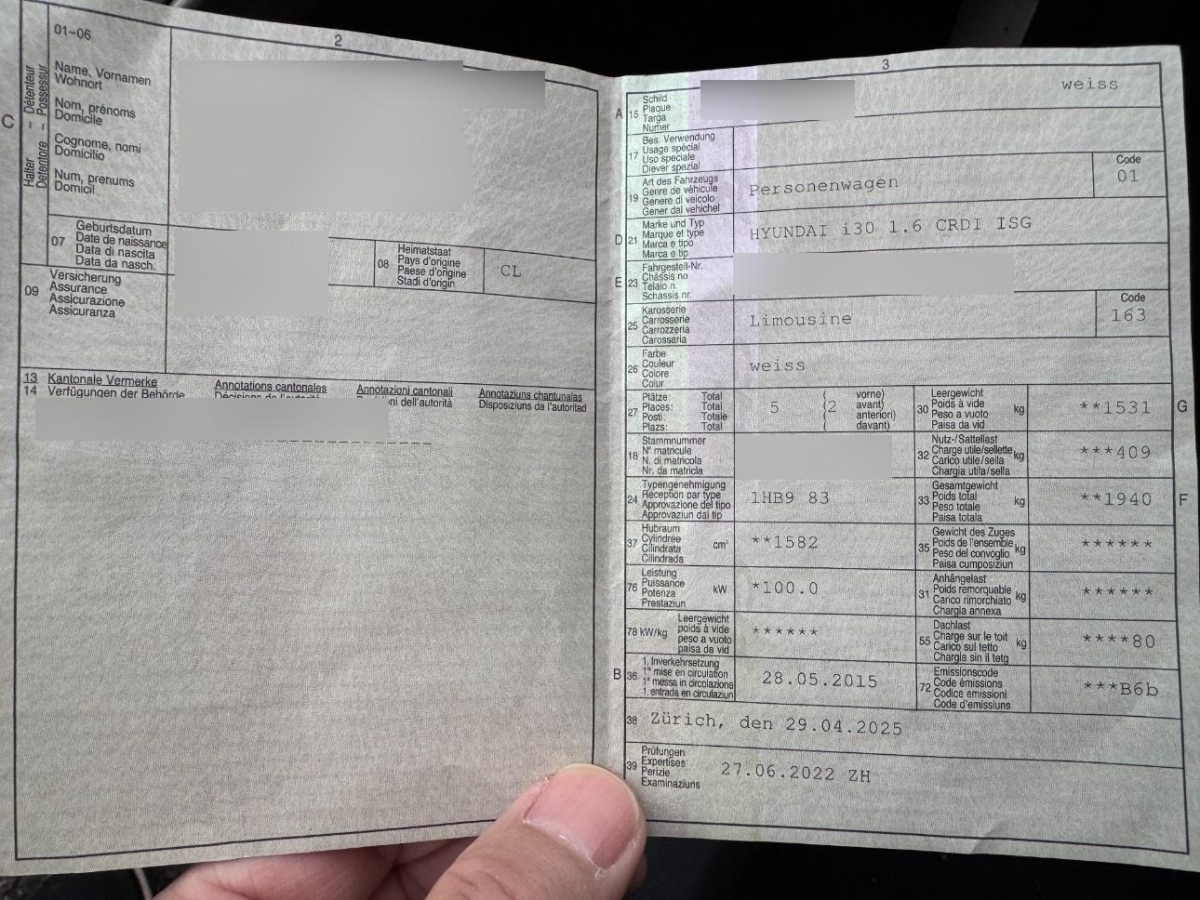 2
01-06
C
Halter – Détenteur
Detentore – Possessur
Name, Vornamen
Wohnort
Nom, prénoms
Domicile
Cognome, nomi
Domicilio
Num, prenums
Domicil
07
Geburtsdatum
Date de naissance
Data di nascita
Data da nasch.
08
Heimatstaat
Pays d'origine
Paese d'origine
Stadi d'origin
CL
09
Versicherung
Assurance
Assicurazione
Assicuranza
13 Kantonale Vermerke Annotations cantonales Annotazioni cantonali Annotaziuns chantunalas
14 Verfügungen der Behörde Décisions de l'autorité dell'autorità Disposiziuns da l'autoritad
3
A 15
Schild
Plaque
Targa
Numer
weiss
17
Bes. Verwendung
Usage spécial
Uso speciale
Diever spezial
19
Art des Fahrzeugs
Genre de véhicule
Genere di veicolo
Gener dal vehichel
Personenwagen
Code
01
D 21
Marke und Typ
Marque et type
Marca e tipo
Marca e tip
HYUNDAI i30 1.6 CRDI ISG
E 23
Fahrgestell-Nr.
Châssis no
Telaio n.
Schassis nr.
25
Karosserie
Carrosserie
Carrozzeria
Carossaria
Limousine
Code
163
26
Farbe
Couleur
Colore
Colur
weiss
27
Plätze: Total
Places: Total
Posti: Totale
Plazs: Total
5
(2
vorne)
avant)
anteriori)
davant)
30
Leergewicht
Poids à vide
Peso a vuoto
Paisa da vid
kg
**1531
G
18
Stammnummer
N° matricule
N. di matricola
Nr. da matricla
32
Nutz-/Sattellast
Charge utile/sellette
Carico utile/sella
Chargia utila/sella
kg
***409
24
Typengenehmigung
Réception par type
Approvazione del tipo
Approvaziun dal tip
1HB9 83
33
Gesamtgewicht
Poids total
Peso totale
Paisa totala
kg
**1940
F
37
Hubraum
Cylindrée
Cilindrata
Cilindrada
cm³
**1582
35
Gewicht des Zuges
Poids de l'ensemble
Peso del convoglio
Paisa cumposiziun
kg
******
76
Leistung
Puissance
Potenza
Prestaziun
kW
*100.0
31
Anhängelast
Poids remorquable
Carico rimorchiato
Chargia annexa
kg
******
78 kW/kg
Leergewicht
poids à vide
peso a vuoto
paisa da vid
******
55
Dachlast
Charge sur le toit
Carico sul tetto
Chargia sin il tetg
kg
****80
B 36
1. Inverkehrsetzung
1re mise en circulation
1a messa in circolazione
1. entrada en circulaziun
28.05.2015
72
Emissionscode
Code émissions
Codice emissioni
Code d'emissiuns
***B6b
38 Zürich, den 29.04.2025
39
Prüfungen
Expertises
Perizie
Examinaziuns
27.06.2022 ZH